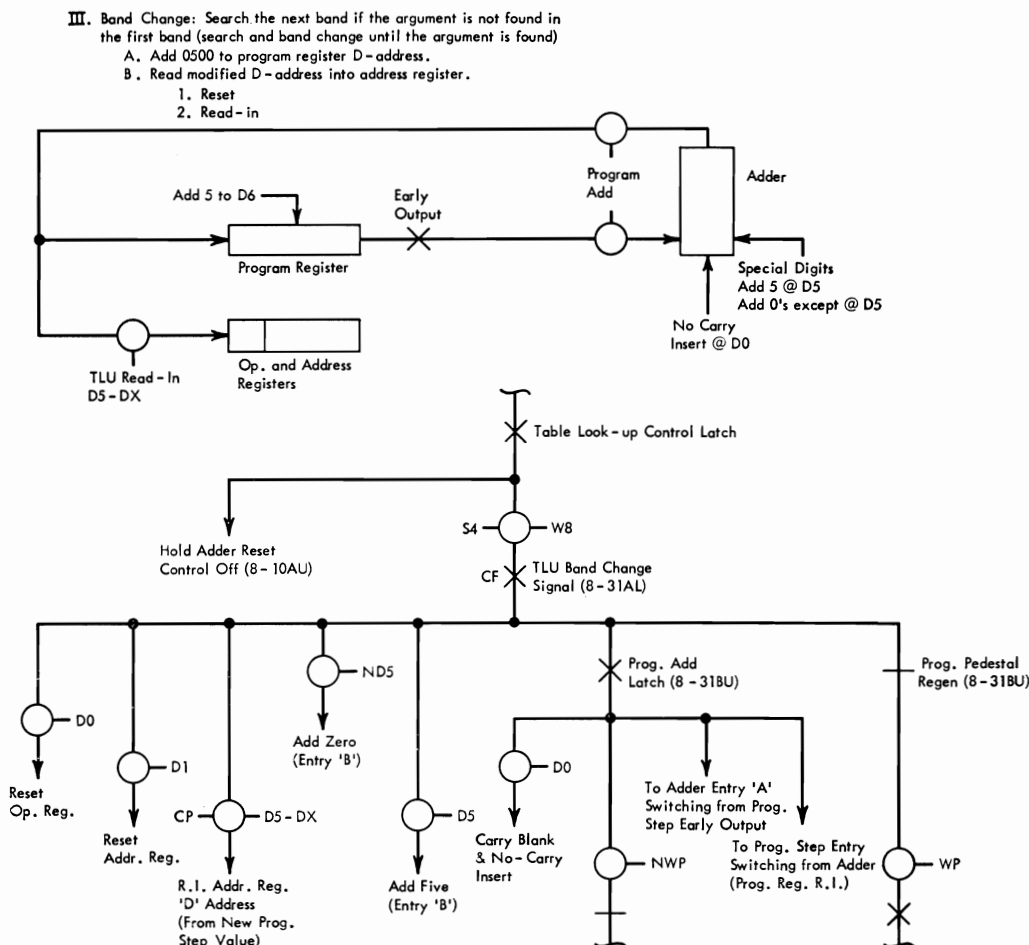 III. Band Change: Search the next band if the argument is not found in
the first band (search and band change until the argument is found)
A. Add 0500 to program register D-address.
B. Read modified D-address into address register.
1. Reset
2. Read-in
Add 5 to D6
Early
Output
Program
Add
Adder
Program Register
Special Digits
Add 5 @ D5
Add 0's except @ D5
No Carry
Insert @ D0
TLU Read-In
D5-DX
Op. and Address
Registers
Table Look-up Control Latch
Hold Adder Reset
Control Off (8-10AU)
S4
W8
CF
TLU Band Change
Signal (8-31AL)
D0
Reset
Op. Reg.
D1
Reset
Addr. Reg.
CP
D5-DX
R.I. Addr. Reg.
'D' Address
(From New Prog.
Step Value)
ND5
Add Zero
(Entry 'B')
D5
Add Five
(Entry 'B')
Prog. Add
Latch (8-31BU)
D0
Carry Blank
& No-Carry
Insert
NWP
To Adder Entry 'A'
Switching from Prog.
Step Early Output
To Prog. Step Entry
Switching from Adder
(Prog. Reg. R.I.)
Prog. Pedestal
Regen (8-31BU)
WP